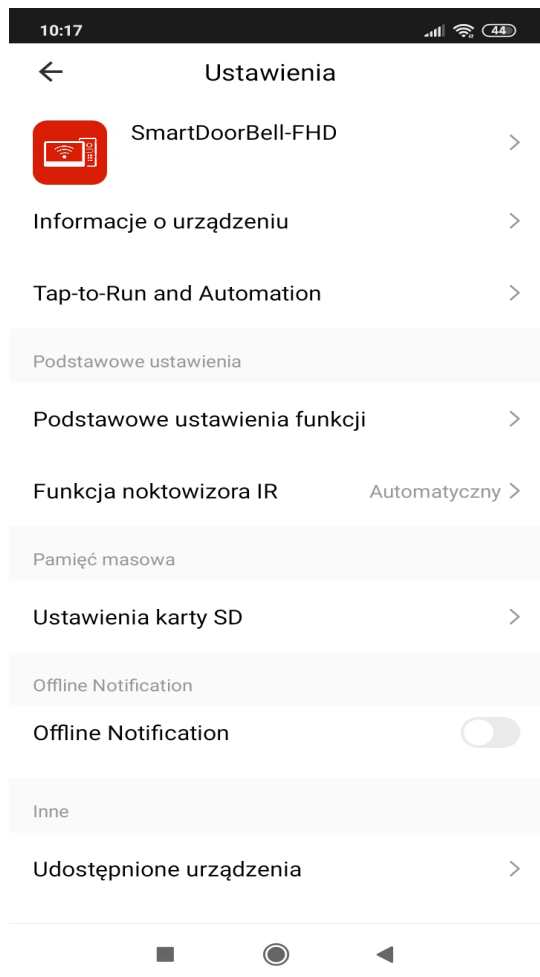 10:17
44
Ustawienia
SmartDoorBell-FHD
Informacje o urządzeniu
Tap-to-Run and Automation
Podstawowe ustawienia
Podstawowe ustawienia funkcji
Funkcja noktowizora IR Automatyczny
Pamięć masowa
Ustawienia karty SD
Offline Notification
Offline Notification
Inne
Udostępnione urządzenia